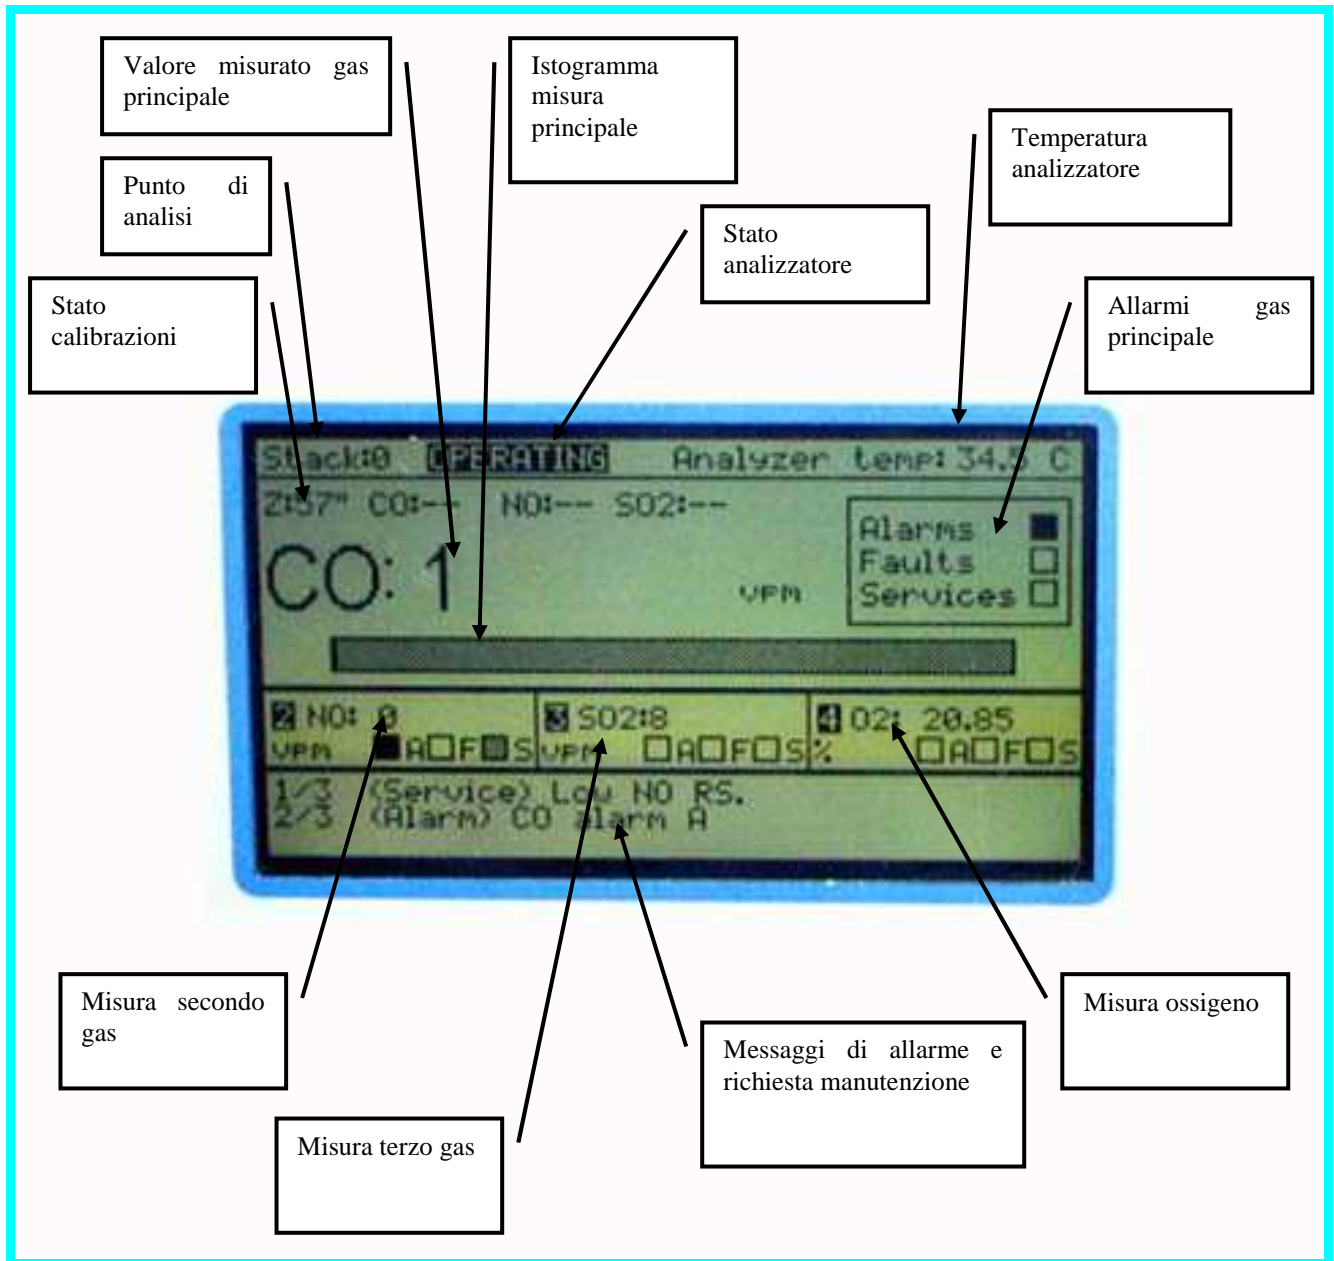 Valore misurato gas
principale
Istogramma
misura
principale
Temperatura
analizzatore
Punto di
analisi
Stato
analizzatore
Stato
calibrazioni
Allarmi gas
principale
Stack:0 OPERATING Analyzer temp: 34.5 C
Z:57" CO:-- NO:-- SO2:--
Alarms
Faults
Services
CO: 1
vpm
2 NO: 0
vpm A F S
3 SO2:8
vpm A F S
4 O2: 20.85
% A F S
1/3 (Service) Low NO RS.
2/3 (Alarm) CO alarm A
Misura secondo
gas
Misura ossigeno
Messaggi di allarme e
richiesta manutenzione
Misura terzo gas